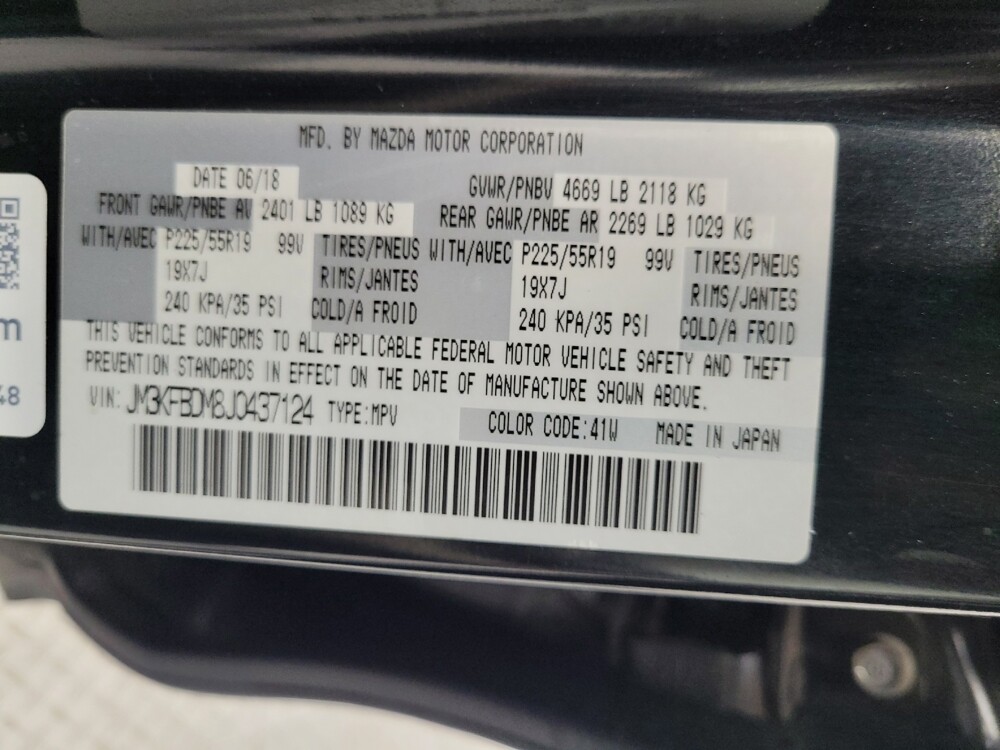 MFD. BY MAZDA MOTOR CORPORATION
DATE 06/18 GVWR/PNBV 4669 LB 2118 KG
FRONT GAWR/PNBE AV 2401 LB 1089 KG REAR GAWR/PNBE AR 2269 LB 1029 KG
WITH/AVEC P225/55R19 99V TIRES/PNEUS WITH/AVEC P225/55R19 99V TIRES/PNEUS
19X7J RIMS/JANTES 19X7J RIMS/JANTES
240 KPA/35 PSI COLD/A FROID 240 KPA/35 PSI COLD/A FROID
THIS VEHICLE CONFORMS TO ALL APPLICABLE FEDERAL MOTOR VEHICLE SAFETY AND THEFT
PREVENTION STANDARDS IN EFFECT ON THE DATE OF MANUFACTURE SHOWN ABOVE.
VIN: JM3KFBDM8J0437124 TYPE:MPV COLOR CODE:41W MADE IN JAPAN
m
48